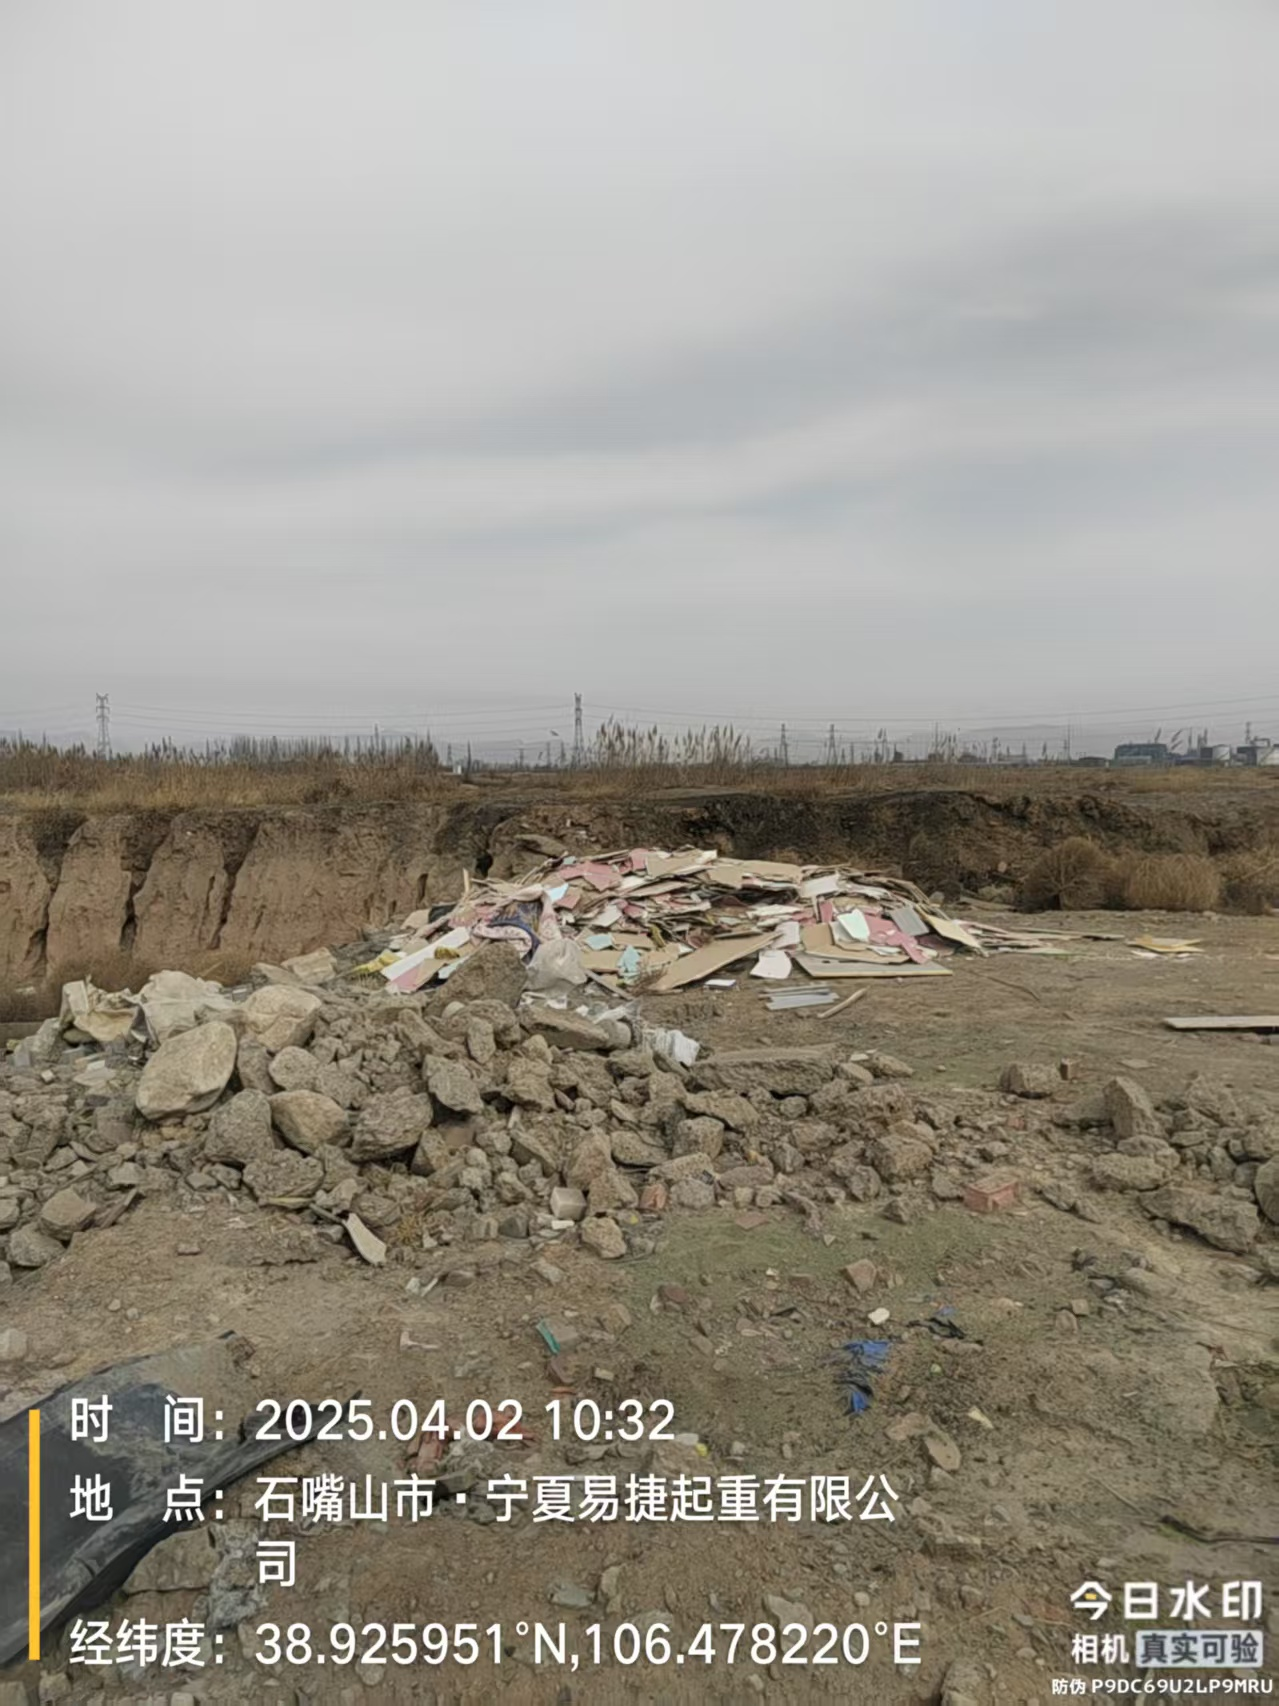 时 间：2025.04.02 10:32
地 点：石嘴山市·宁夏易捷起重有限公
司
经纬度：38.925951°N,106.478220°E
今日水印
相机 真实可验
防伪 P9DC69U2LP9MRU